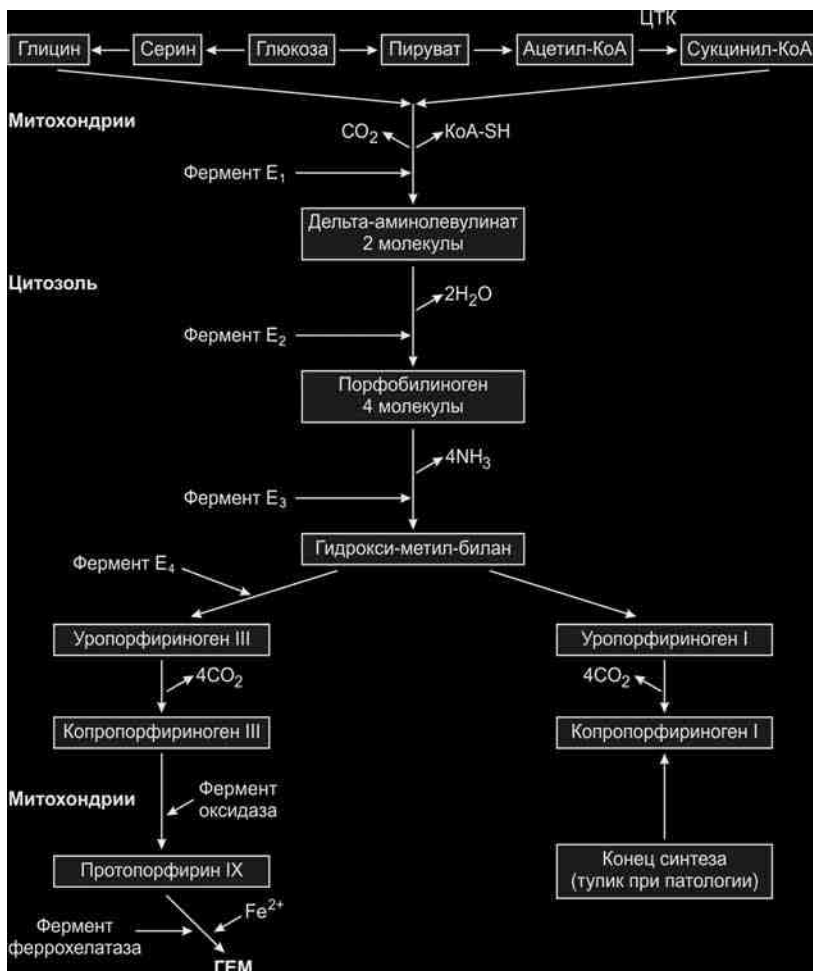 ЦТК
Глицин Серин Глюкоза Пируват Ацетил-КоА Сукцинил-КоА
Митохондрии
CO₂ КоА-SH
Фермент E₁
Дельта-аминолевулинат
2 молекулы
Цитозоль
2H₂O
Фермент E₂
Порфобилиноген
4 молекулы
4NH₃
Фермент E₃
Гидрокси-метил-билан
Фермент E₄
Уропорфириноген III Уропорфириноген I
4CO₂ 4CO₂
Копропорфириноген III Копропорфириноген I
Митохондрии
Фермент
оксидаза
Протопорфирин IX
Конец синтеза
(тупик при патологии)
Fe²⁺
Фермент
феррохелатаза
ГЕМ